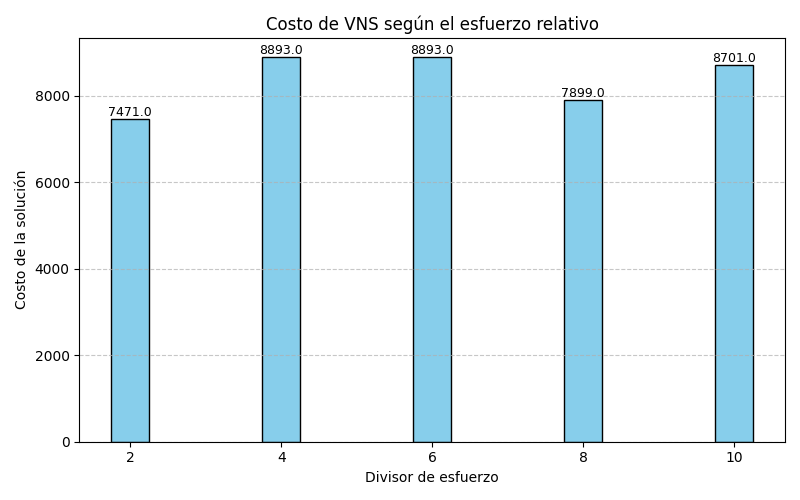 Costo de VNS según el esfuerzo relativo
7471.0
8893.0
8893.0
7899.0
8701.0
8000
6000
4000
2000
0
Costo de la solución
2 4 6 8 10
Divisor de esfuerzo